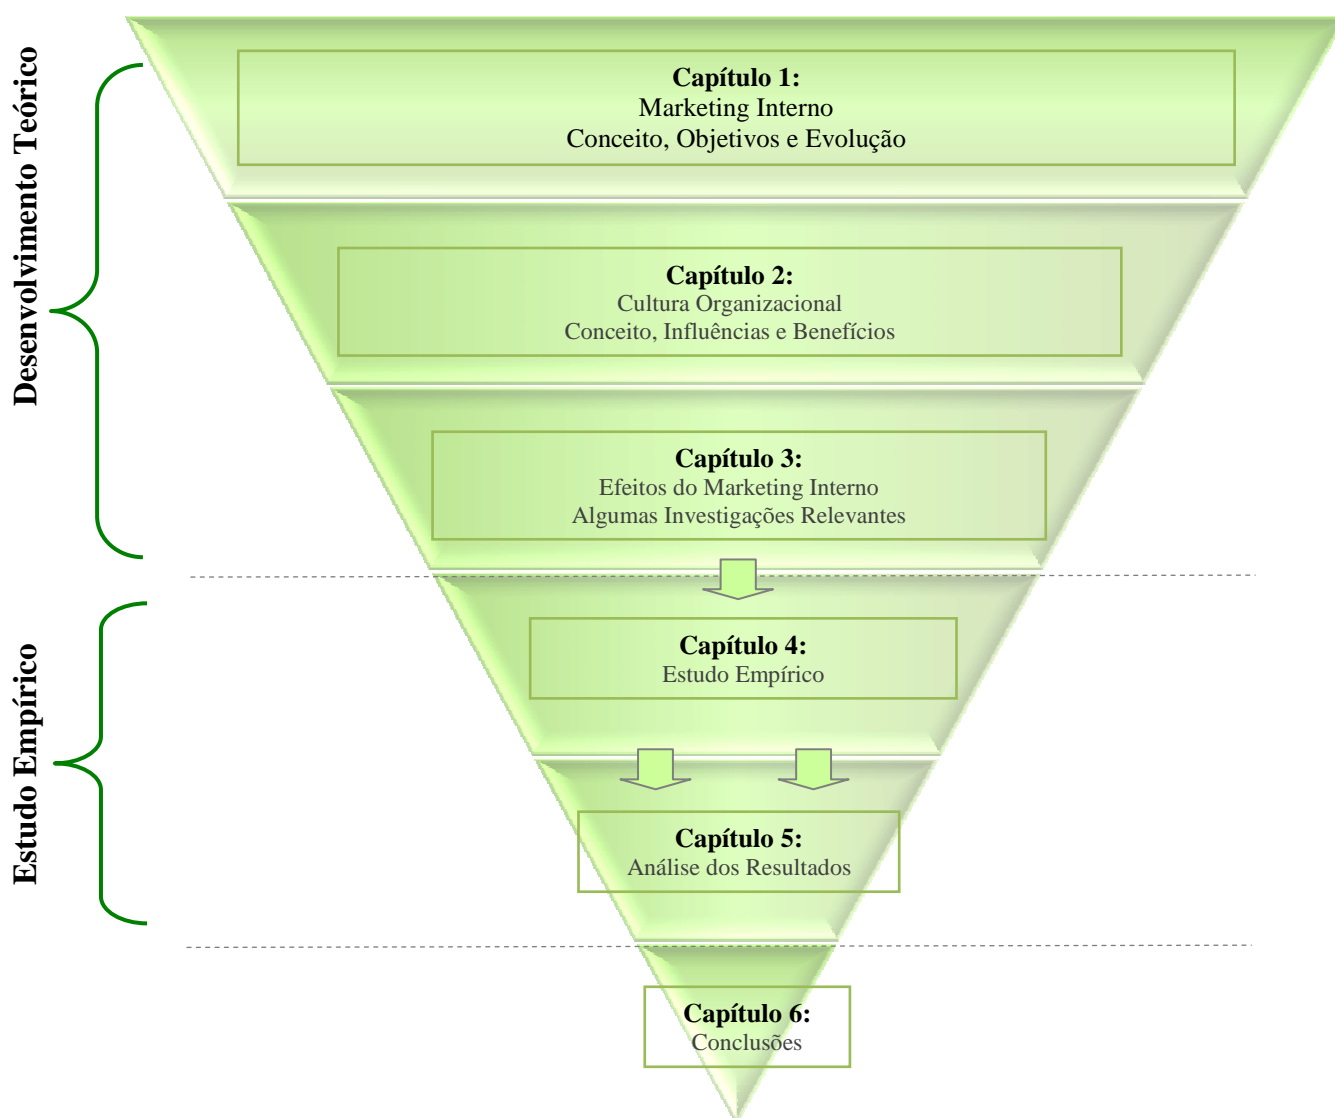 Desenvolvimento Teórico
Capítulo 1:
Marketing Interno
Conceito, Objetivos e Evolução
Capítulo 2:
Cultura Organizacional
Conceito, Influências e Benefícios
Capítulo 3:
Efeitos do Marketing Interno
Algumas Investigações Relevantes
Estudo Empírico
Capítulo 4:
Estudo Empírico
Capítulo 5:
Análise dos Resultados
Capítulo 6:
Conclusões